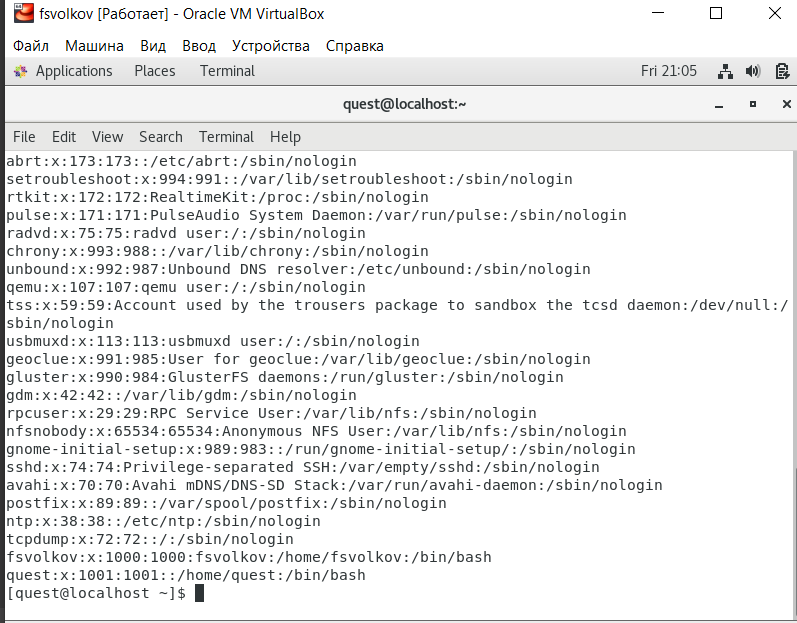 fsvolkov [Работает] - Oracle VM VirtualBox
Файл Машина Вид Ввод Устройства Справка
Applications Places Terminal Fri 21:05
quest@localhost:~
File Edit View Search Terminal Help
abrt:x:173:173::/etc/abrt:/sbin/nologin
setroubleshoot:x:994:991::/var/lib/setroubleshoot:/sbin/nologin
rtkit:x:172:172:RealtimeKit:/proc:/sbin/nologin
pulse:x:171:171:PulseAudio System Daemon:/var/run/pulse:/sbin/nologin
radvd:x:75:75:radvd user:/:/sbin/nologin
chrony:x:993:988::/var/lib/chrony:/sbin/nologin
unbound:x:992:987:Unbound DNS resolver:/etc/unbound:/sbin/nologin
qemu:x:107:107:qemu user:/:/sbin/nologin
tss:x:59:59:Account used by the trousers package to sandbox the tcsd daemon:/dev/null:/
sbin/nologin
usbmuxd:x:113:113:usbmuxd user:/:/sbin/nologin
geoclue:x:991:985:User for geoclue:/var/lib/geoclue:/sbin/nologin
gluster:x:990:984:GlusterFS daemons:/run/gluster:/sbin/nologin
gdm:x:42:42::/var/lib/gdm:/sbin/nologin
rpcuser:x:29:29:RPC Service User:/var/lib/nfs:/sbin/nologin
nfsnobody:x:65534:65534:Anonymous NFS User:/var/lib/nfs:/sbin/nologin
gnome-initial-setup:x:989:983::/run/gnome-initial-setup/:/sbin/nologin
sshd:x:74:74:Privilege-separated SSH:/var/empty/sshd:/sbin/nologin
avahi:x:70:70:Avahi mDNS/DNS-SD Stack:/var/run/avahi-daemon:/sbin/nologin
postfix:x:89:89::/var/spool/postfix:/sbin/nologin
ntp:x:38:38::/etc/ntp:/sbin/nologin
tcpdump:x:72:72::/:/sbin/nologin
fsvolkov:x:1000:1000:fsvolkov:/home/fsvolkov:/bin/bash
quest:x:1001:1001::/home/quest:/bin/bash
[quest@localhost ~]$